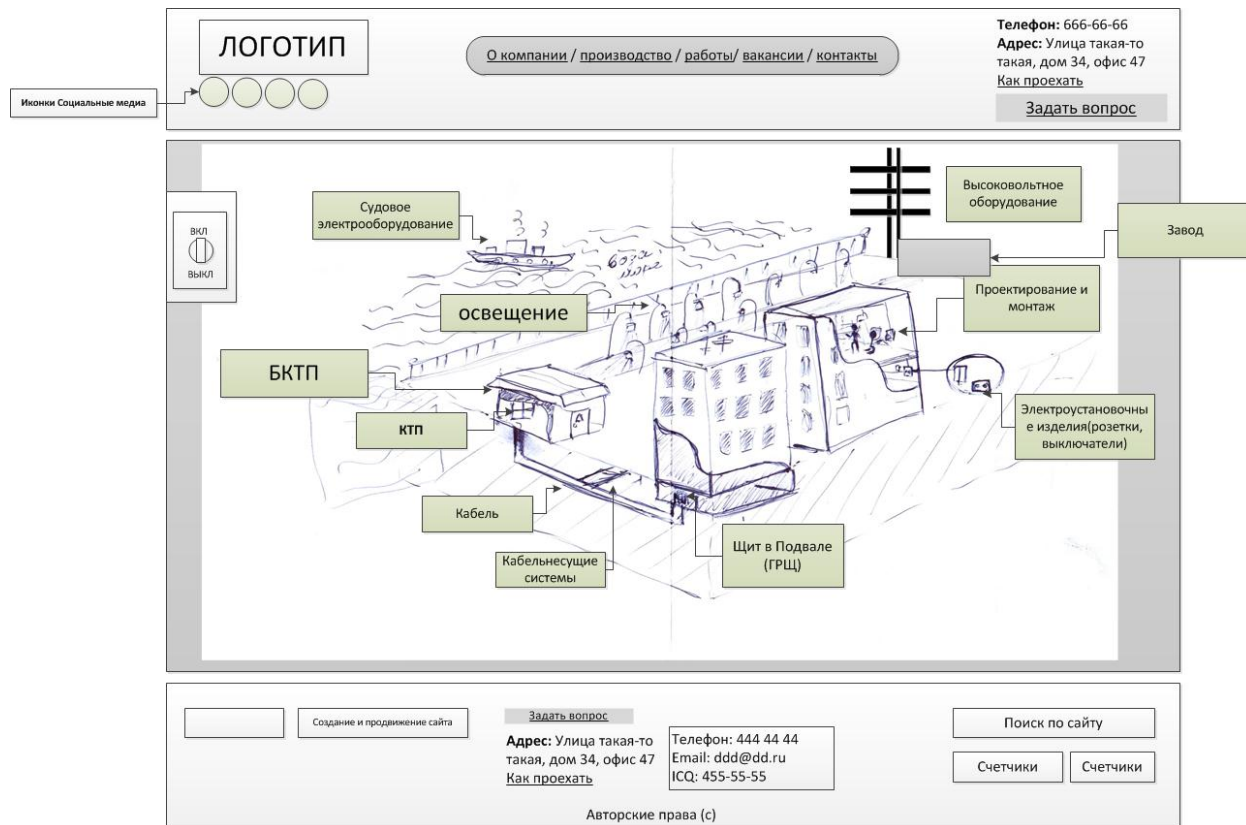 ЛОГОТИП
О компании / производство / работы/ вакансии / контакты
Телефон: 666-66-66
Адрес: Улица такая-то
такая, дом 34, офис 47
Как проехать
Задать вопрос
Иконки Социальные медиа
ВКЛ
ВЫКЛ
Судовое
электрооборудование
Высоковольтное
оборудование
Завод
Проектирование и
монтаж
освещение
БКТП
КТП
Электроустановочны
е изделия(розетки,
выключатели)
Кабель
Кабельнесущие
системы
Щит в Подвале
(ГРЩ)
Создание и продвижение сайта
Задать вопрос
Адрес: Улица такая-то
такая, дом 34, офис 47
Как проехать
Телефон: 444 44 44
Email: ddd@dd.ru
ICQ: 455-55-55
Поиск по сайту
Счетчики
Счетчики
Авторские права (с)